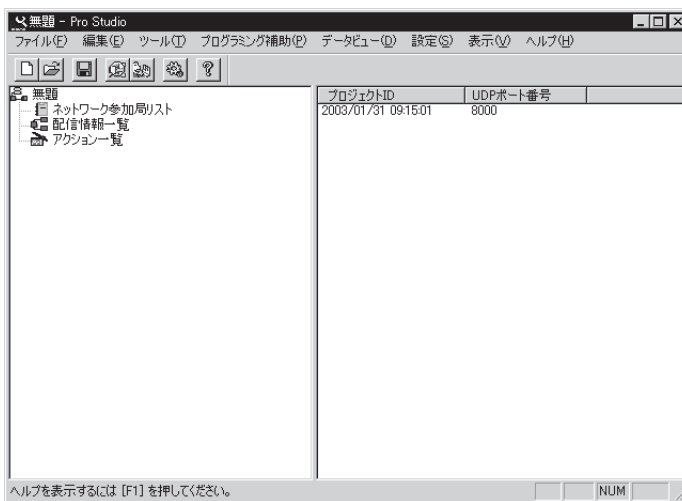 無題 - Pro Studio
ファイル(F) 編集(E) ツール(T) プログラミング補助(P) データビュー(D) 設定(S) 表示(V) ヘルプ(H)
無題
ネットワーク参加局リスト
配信情報一覧
アクション一覧
プロジェクトID UDPポート番号
2003/01/31 09:15:01 8000
ヘルプを表示するには [F1] を押してください。
NUM